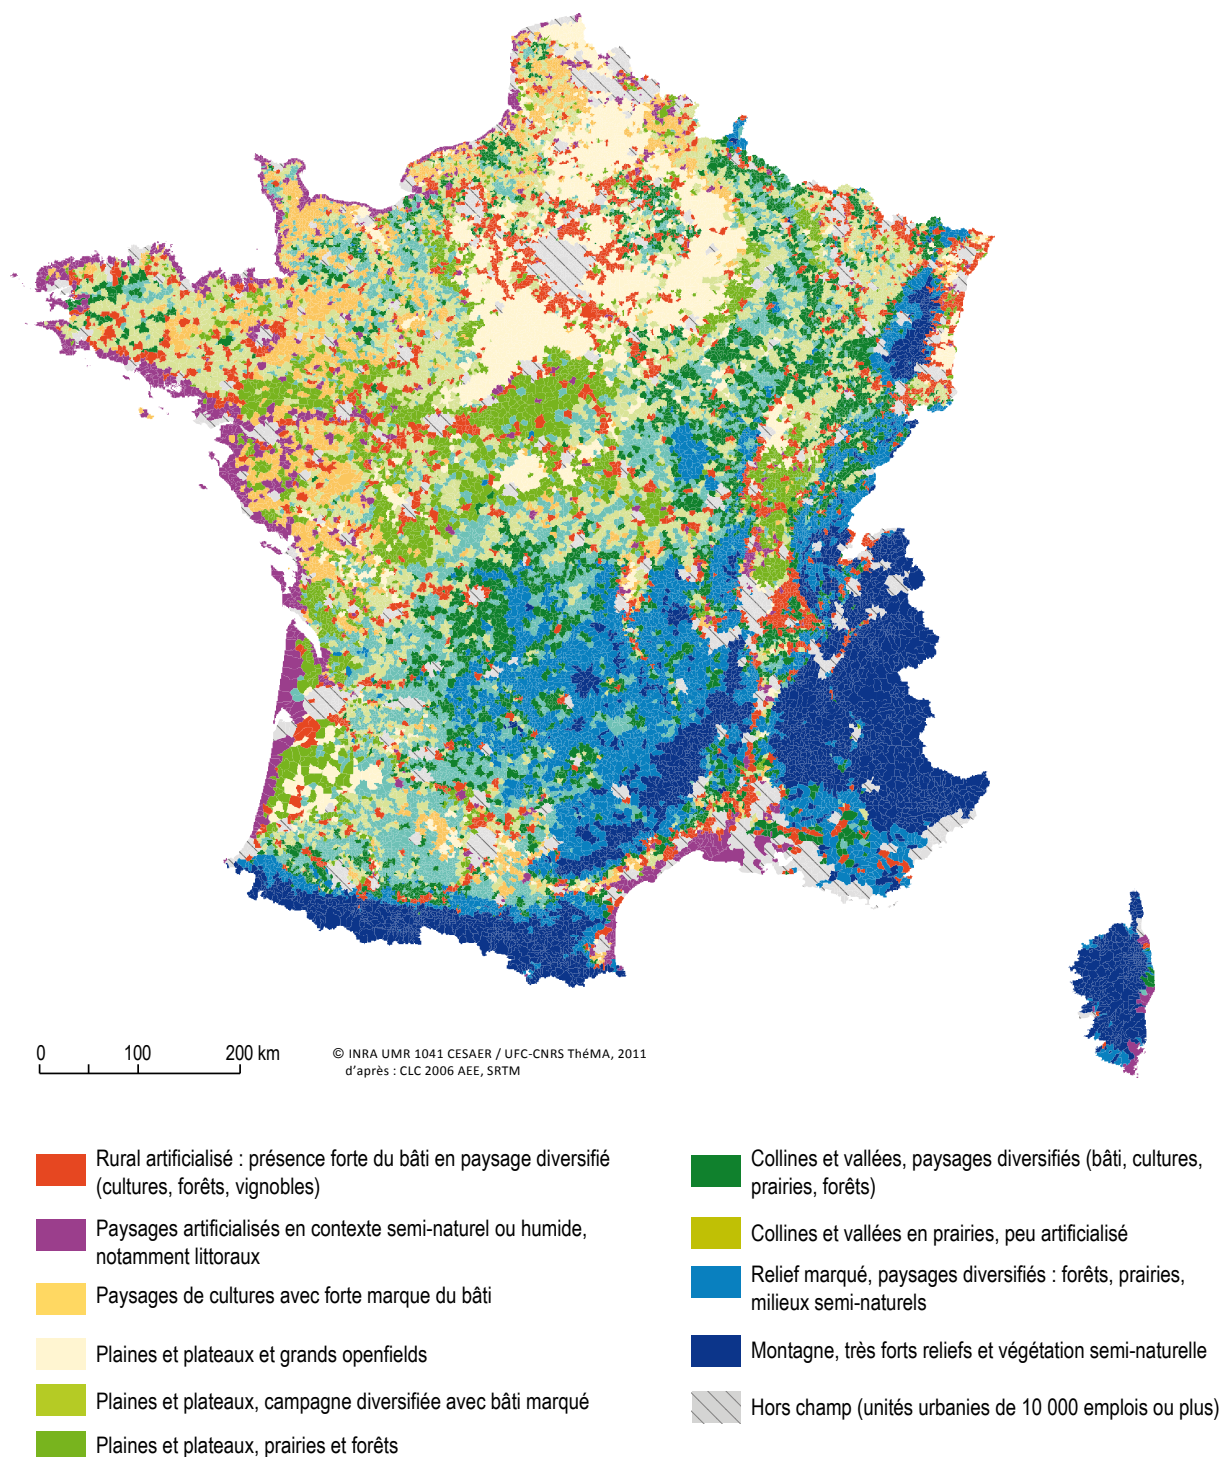 0 100 200 km
© INRA UMR 1041 CESAER / UFC-CNRS ThéMA, 2011
d'après : CLC 2006 AEE, SRTM
Rural artificialisé : présence forte du bâti en paysage diversifié
(cultures, forêts, vignobles)
Paysages artificialisés en contexte semi-naturel ou humide,
notamment littoraux
Paysages de cultures avec forte marque du bâti
Plaines et plateaux et grands openfields
Plaines et plateaux, campagne diversifiée avec bâti marqué
Plaines et plateaux, prairies et forêts
Collines et vallées, paysages diversifiés (bâti, cultures,
prairies, forêts)
Collines et vallées en prairies, peu artificialisé
Relief marqué, paysages diversifiés : forêts, prairies,
milieux semi-naturels
Montagne, très forts reliefs et végétation semi-naturelle
Hors champ (unités urbanies de 10 000 emplois ou plus)